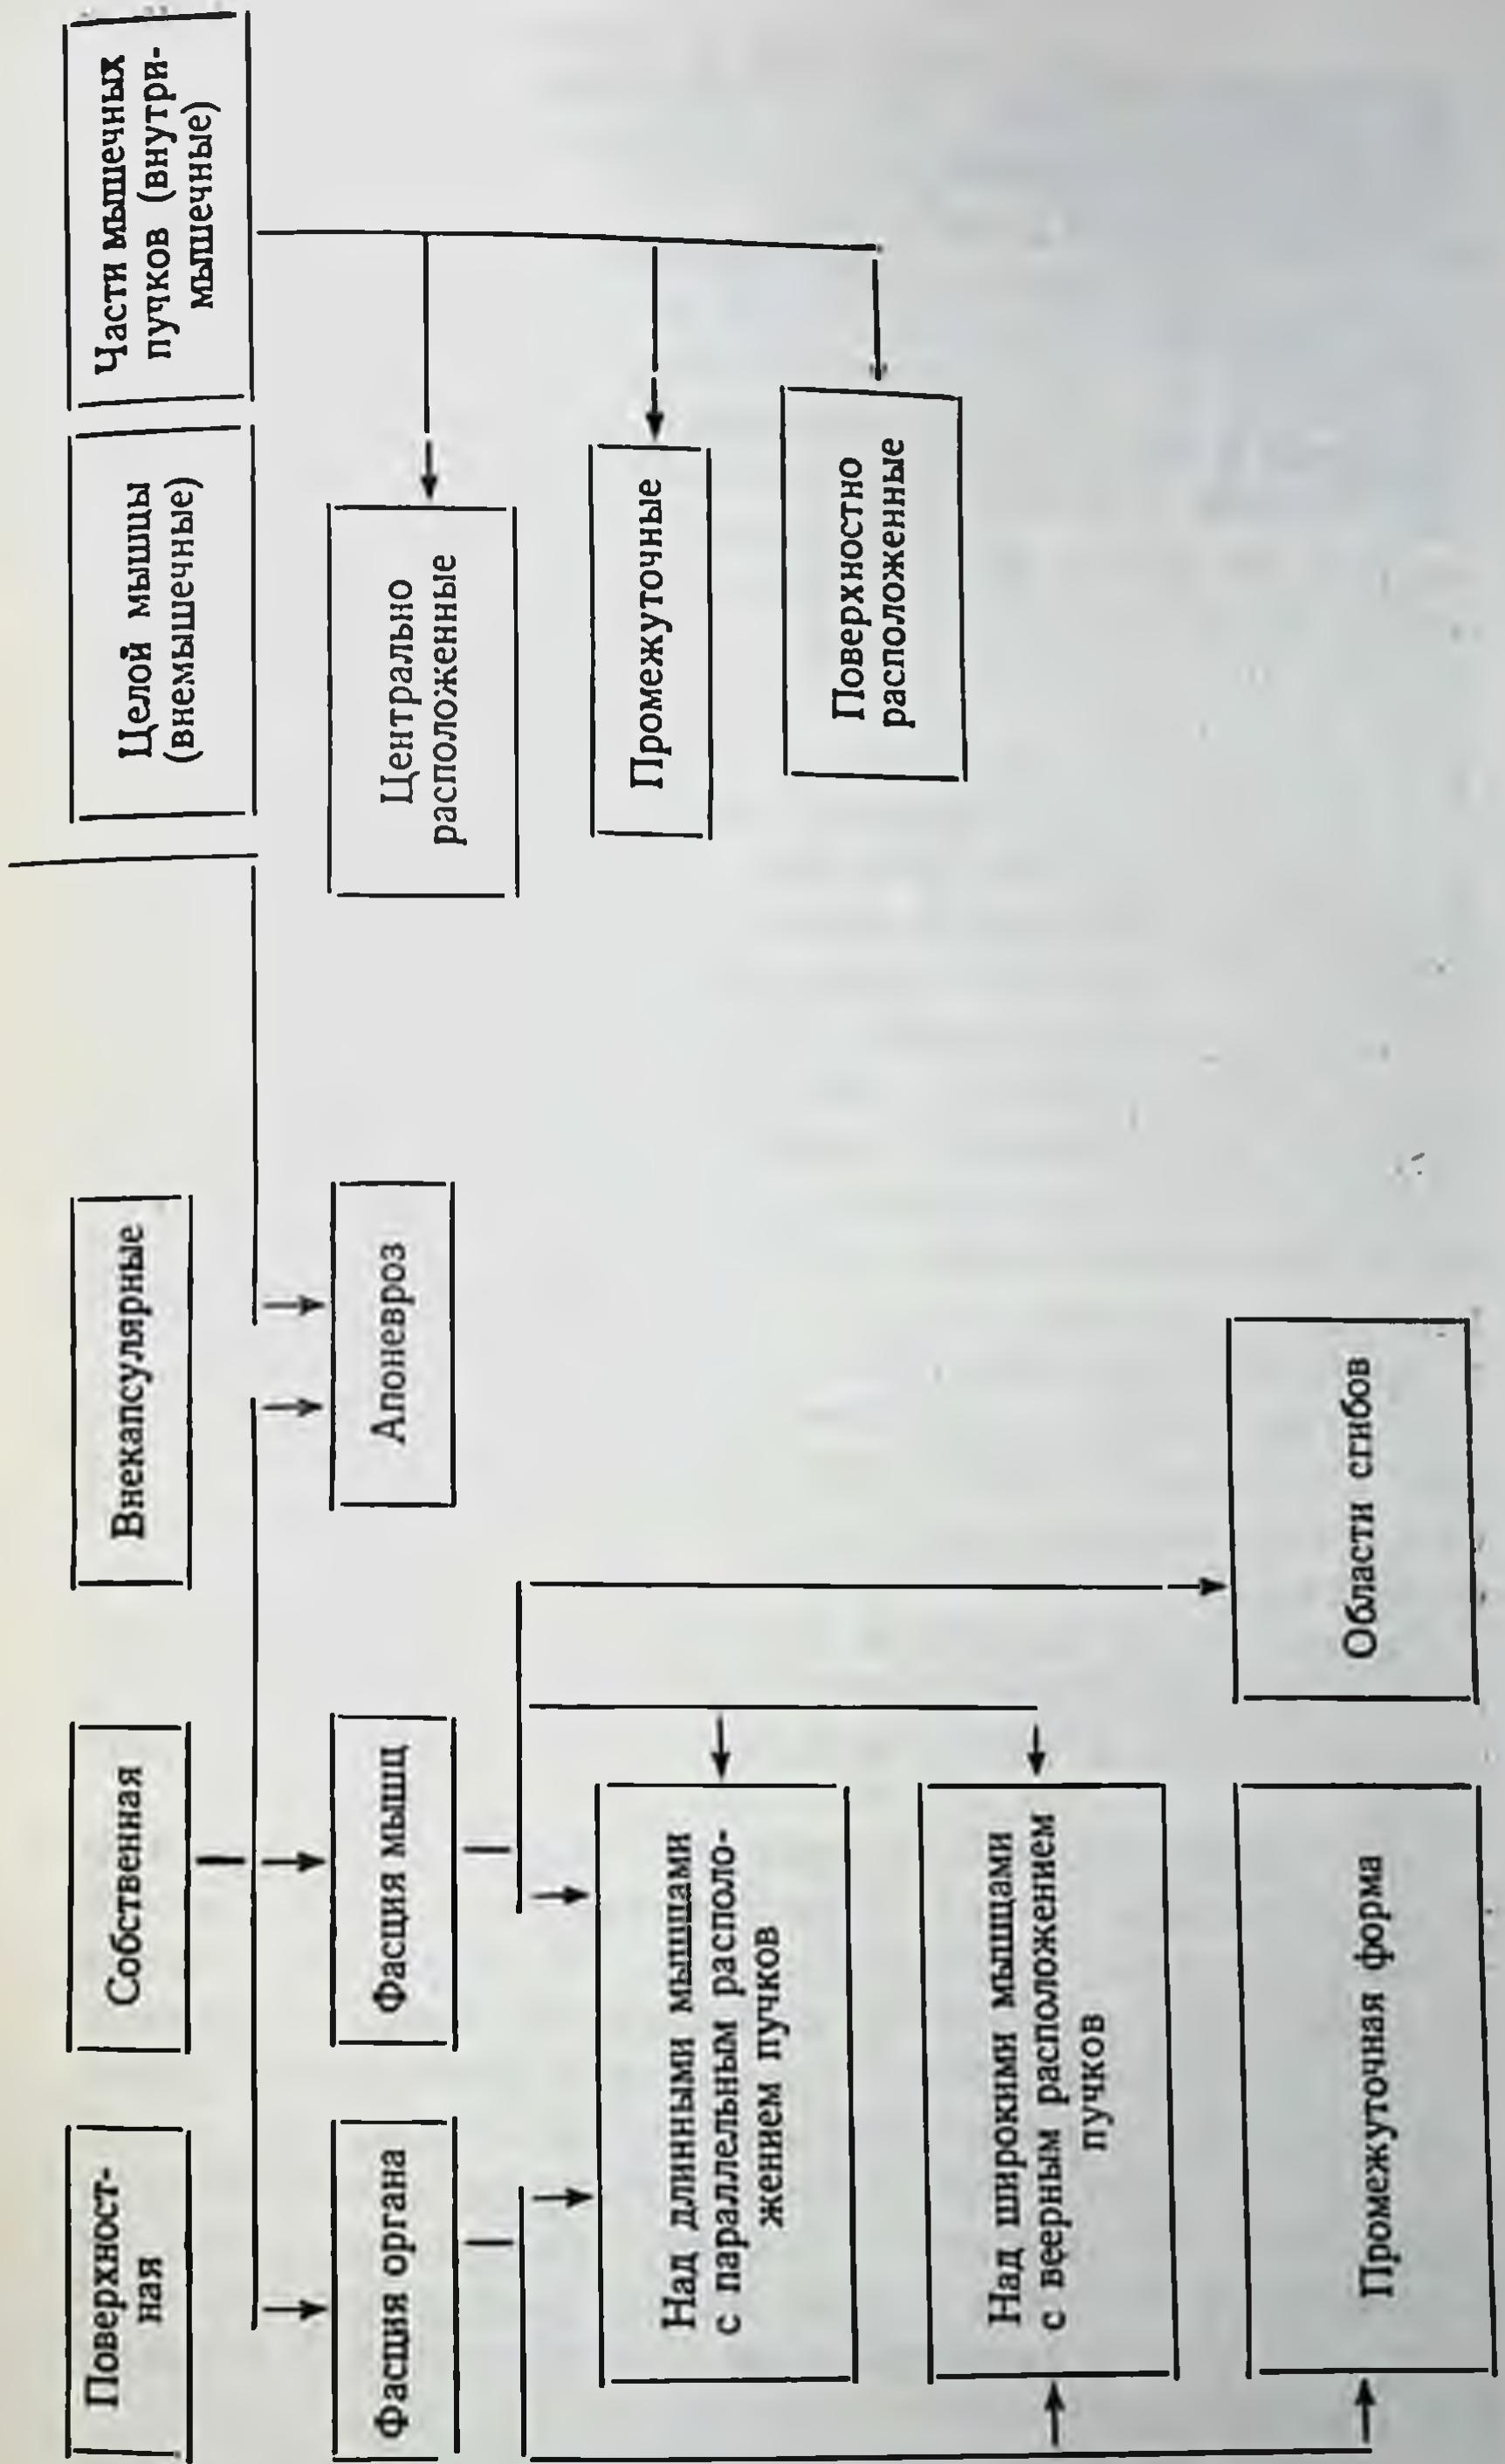 Поверхност-
ная
Собственная
Внекапсулярные
Целой мышцы
(внемышечные)
Части мышечных
пучков (внутри-
мышечные)
Фасция органа
Фасция мышц
Апоневроз
Центрально
расположенные
Над длинными мышцами
с параллельным располо-
жением пучков
Промежуточные
Поверхностно
расположенные
Над широкими мышцами
с веерным расположением
пучков
Промежуточная форма
Области сгибов